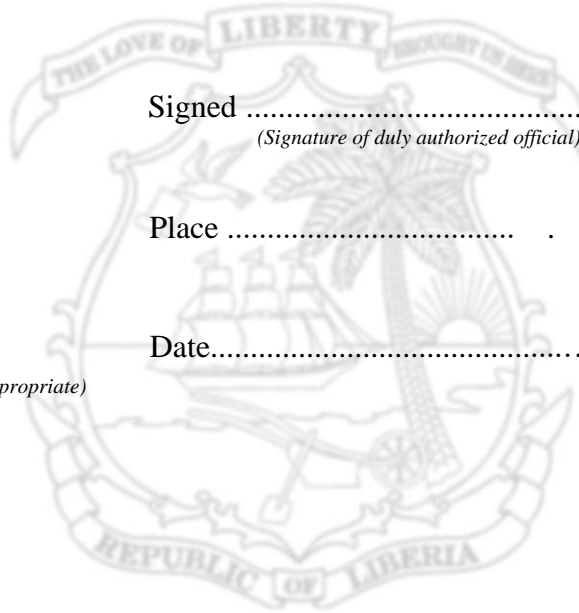 THE LOVE OF LIBERTY BROUGHT US HERE
Signed ..........................................
(Signature of duly authorized official)
Place .................................... .
Date...............................................
propriate)
REPUBLIC OF LIBERIA